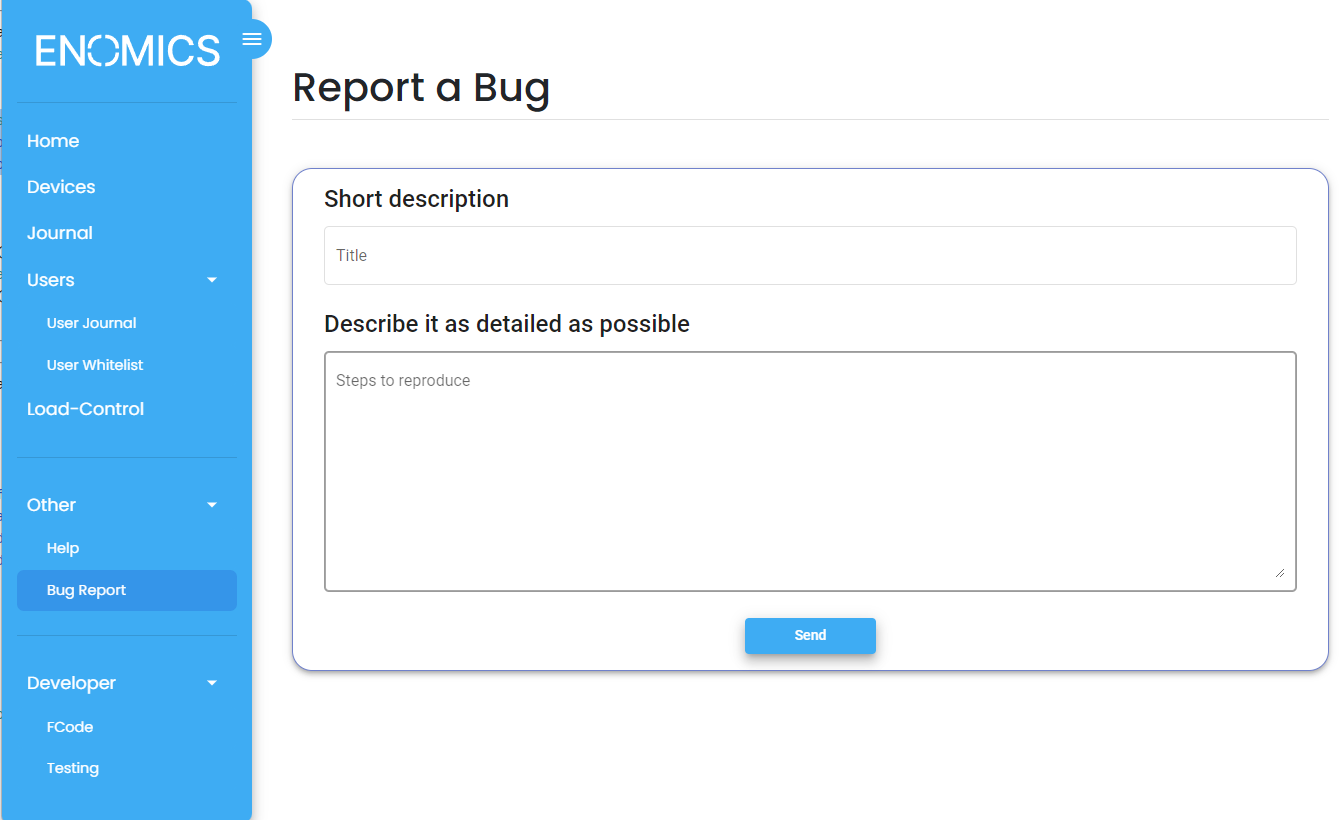 ENOMICS
Home
Devices
Journal
Users
User Journal
User Whitelist
Load-Control
Other
Help
Bug Report
Developer
FCode
Testing
Report a Bug
Short description
Title
Describe it as detailed as possible
Steps to reproduce
Send